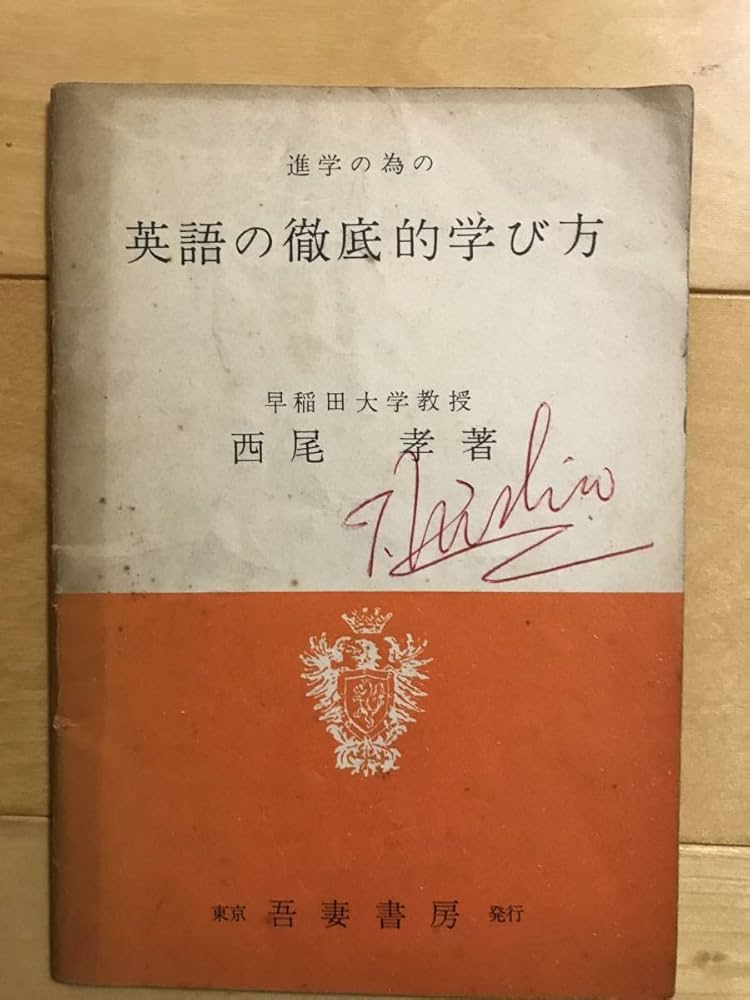 進学の為の
英語の徹底的学び方
早稲田大学教授
西尾 孝著
T. Nishio
東京 吾妻書房 発行